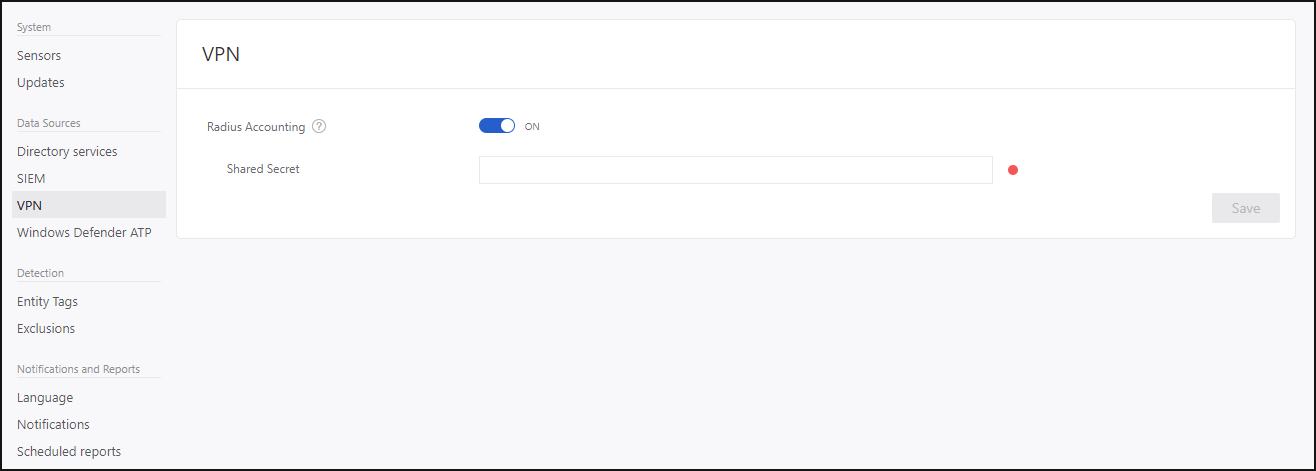 System
Sensors
Updates
Data Sources
Directory services
SIEM
VPN
Windows Defender ATP
Detection
Entity Tags
Exclusions
Notifications and Reports
Language
Notifications
Scheduled reports
VPN
Radius Accounting ?
ON
Shared Secret
Save